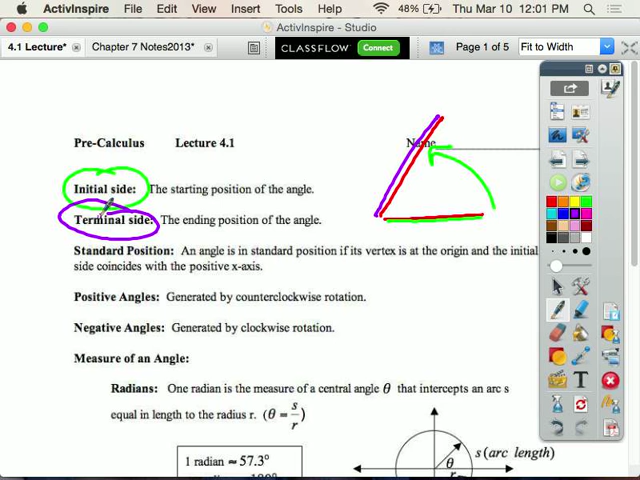 ActivInspire File Edit View Insert Tools Help 48% Thu Mar 10 12:01 PM
ActivInspire - Studio
4.1 Lecture* Chapter 7 Notes2013* CLASSFLOW Connect Page 1 of 5 Fit to Width
Pre-Calculus Lecture 4.1 Name
Initial side: The starting position of the angle.
Terminal side: The ending position of the angle.
Standard Position: An angle is in standard position if its vertex is at the origin and the initial
side coincides with the positive x-axis.
Positive Angles: Generated by counterclockwise rotation.
Negative Angles: Generated by clockwise rotation.
Measure of an Angle:
Radians: One radian is the measure of a central angle θ that intercepts an arc s
equal in length to the radius r. (θ = s/r)
1 radian ≈ 57.3°
s (arc length)
θ
r